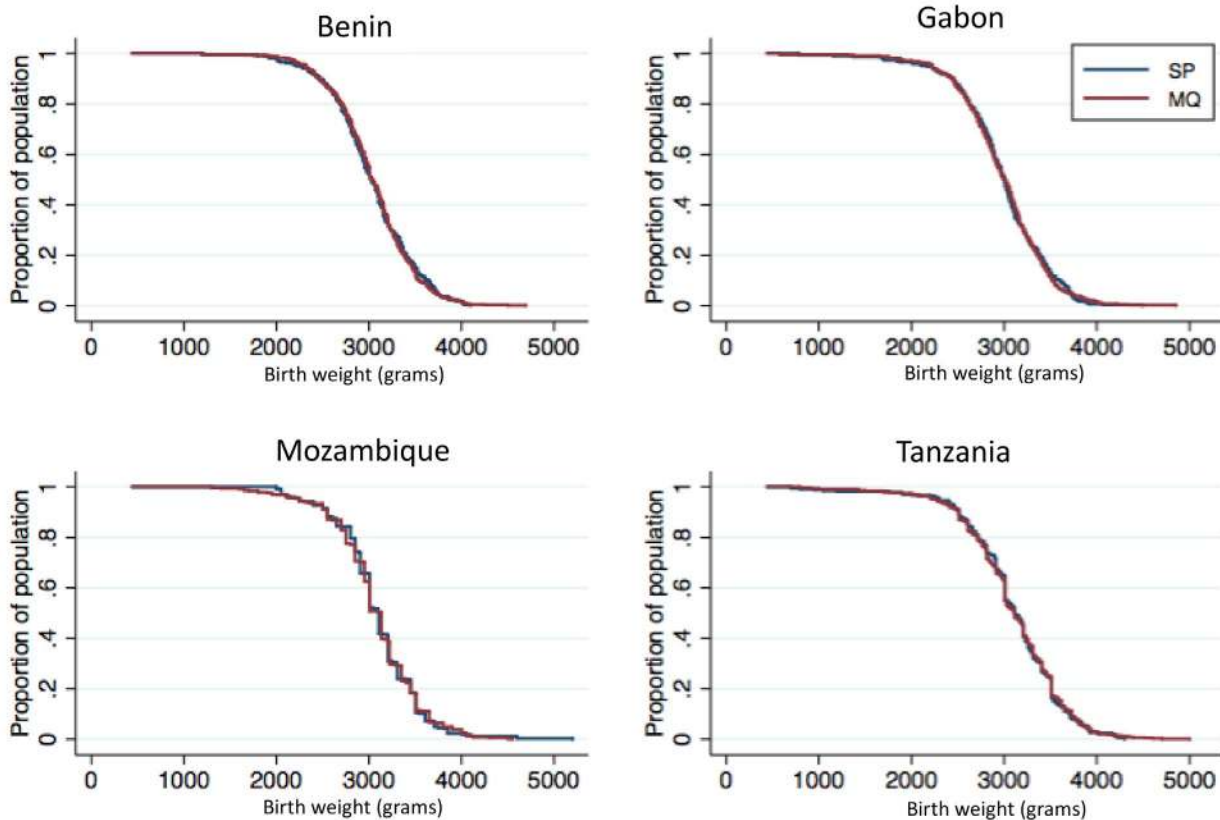 Benin
Proportion of population
1
.8
.6
.4
.2
0
0 1000 2000 3000 4000 5000
Birth weight (grams)
Gabon
SP
MQ
Proportion of population
1
.8
.6
.4
.2
0
0 1000 2000 3000 4000 5000
Birth weight (grams)
Mozambique
Proportion of population
1
.8
.6
.4
.2
0
0 1000 2000 3000 4000 5000
Birth weight (grams)
Tanzania
Proportion of population
1
.8
.6
.4
.2
0
0 1000 2000 3000 4000 5000
Birth weight (grams)